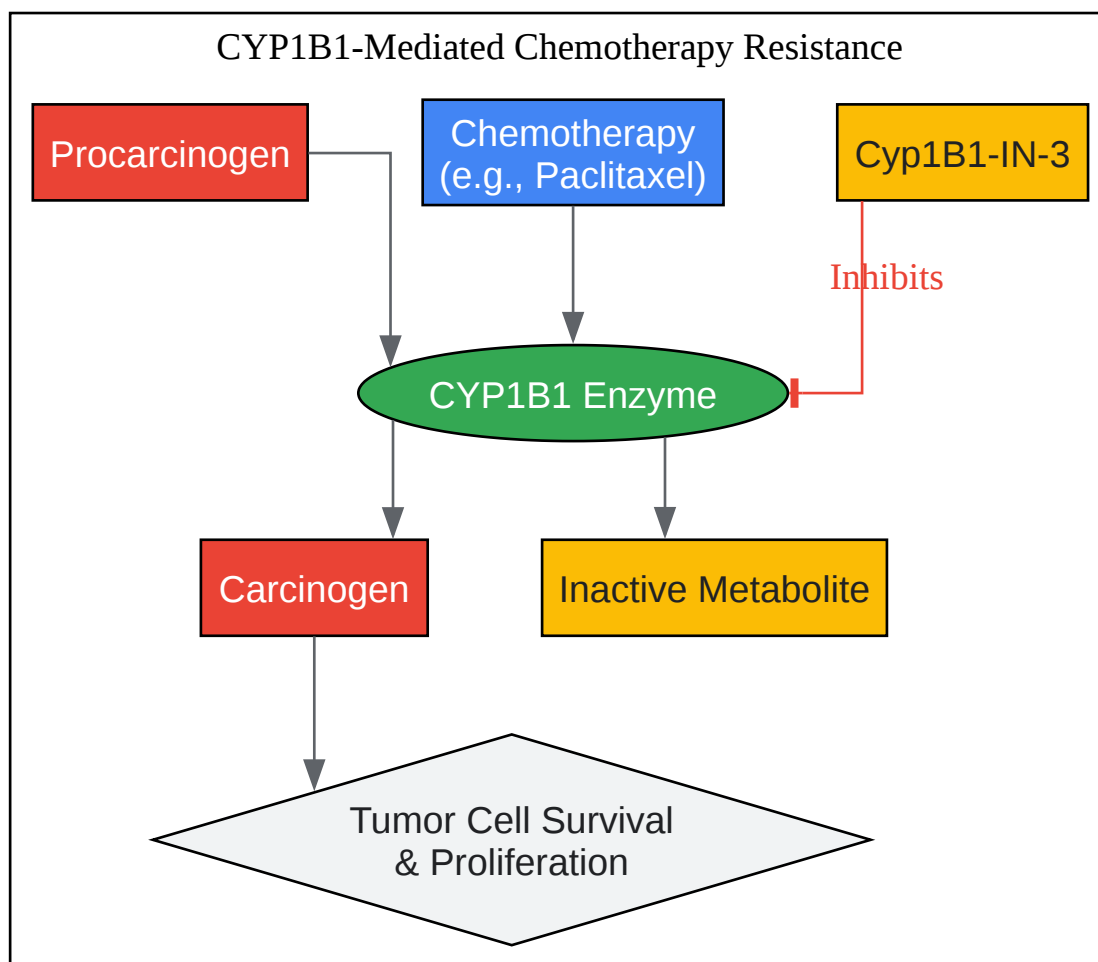 CYP1B1-Mediated Chemotherapy Resistance
Procarcinogen
Chemotherapy
(e.g., Paclitaxel)
Cyp1B1-IN-3
Inhibits
CYP1B1 Enzyme
Carcinogen
Inactive Metabolite
Tumor Cell Survival
& Proliferation